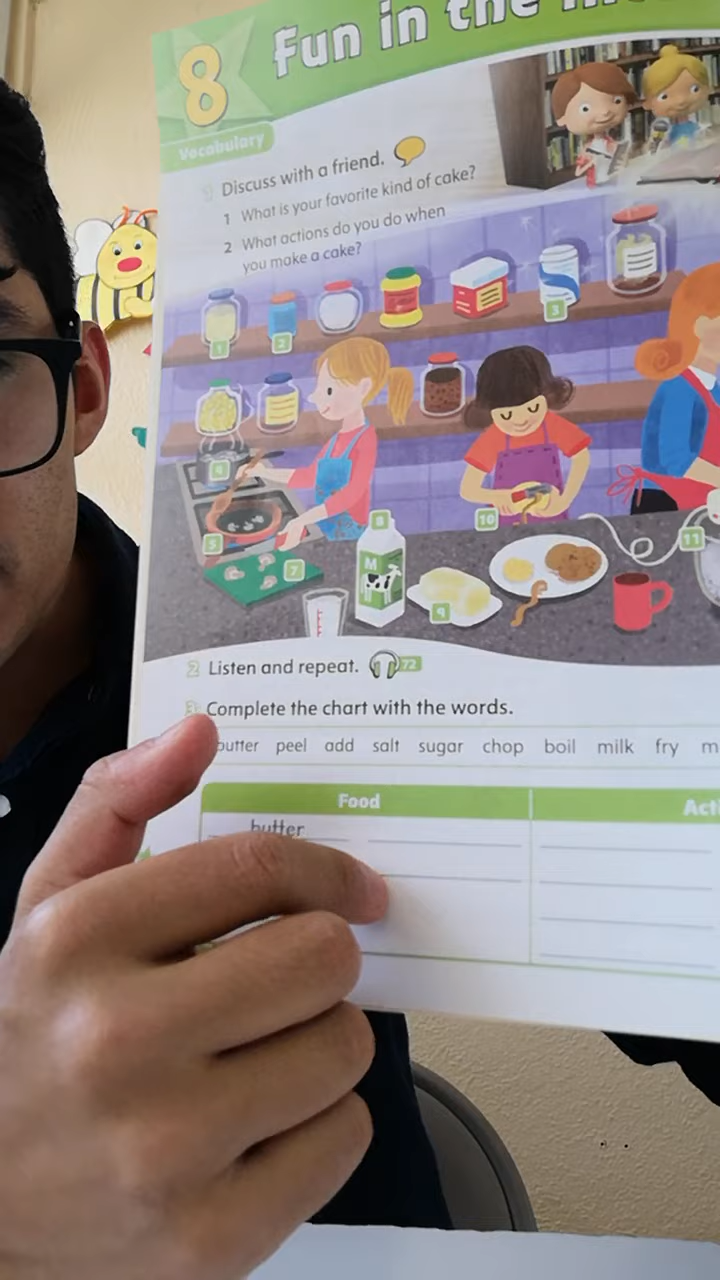 8 Fun in the
Vocabulary
Discuss with a friend.
1 What is your favorite kind of cake?
2 What actions do you do when
you make a cake?
1
2
3
4
5
7
8
M
9
10
11
2 Listen and repeat. 72
3 Complete the chart with the words.
butter peel add salt sugar chop boil milk fry m
Food
Acti
butter